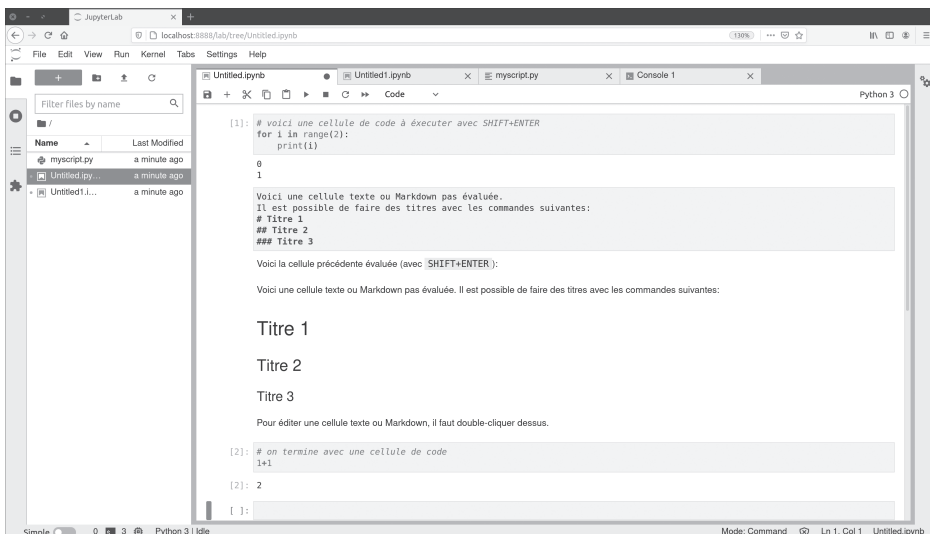 JupyterLab
localhost:8888/lab/tree/Untitled.ipynb
130%
File Edit View Run Kernel Tabs Settings Help
Untitled.ipynb
Untitled1.ipynb
myscript.py
Console 1
Code
Python 3
Filter files by name
/
Name
Last Modified
myscript.py a minute ago
Untitled.ipy… a minute ago
Untitled1.i… a minute ago
[1]: # voici une cellule de code à éxecuter avec SHIFT+ENTER
for i in range(2):
print(i)
0
1
Voici une cellule texte ou Markdown pas évaluée.
Il est possible de faire des titres avec les commandes suivantes:
# Titre 1
## Titre 2
### Titre 3
Voici la cellule précédente évaluée (avec SHIFT+ENTER ):
Voici une cellule texte ou Markdown pas évaluée. Il est possible de faire des titres avec les commandes suivantes:
Titre 1
Titre 2
Titre 3
Pour éditer une cellule texte ou Markdown, il faut double-cliquer dessus.
[2]: # on termine avec une cellule de code
1+1
[2]: 2
[ ]:
Simple 0 3 Python 3 | Idle
Mode: Command Ln 1, Col 1 Untitled.ipynb